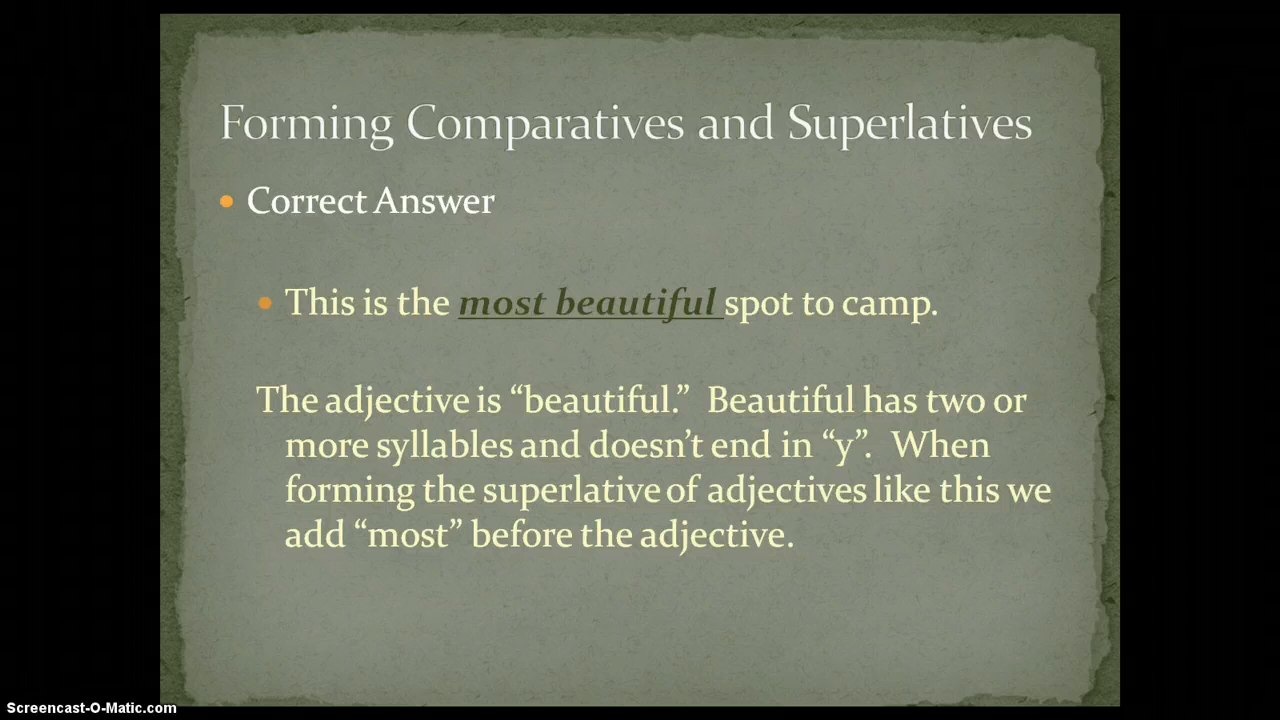 Forming Comparatives and Superlatives
Correct Answer
This is the most beautiful spot to camp.
The adjective is “beautiful.”  Beautiful has two or
more syllables and doesn’t end in “y”.  When
forming the superlative of adjectives like this we
add “most” before the adjective.
Screencast-O-Matic.com